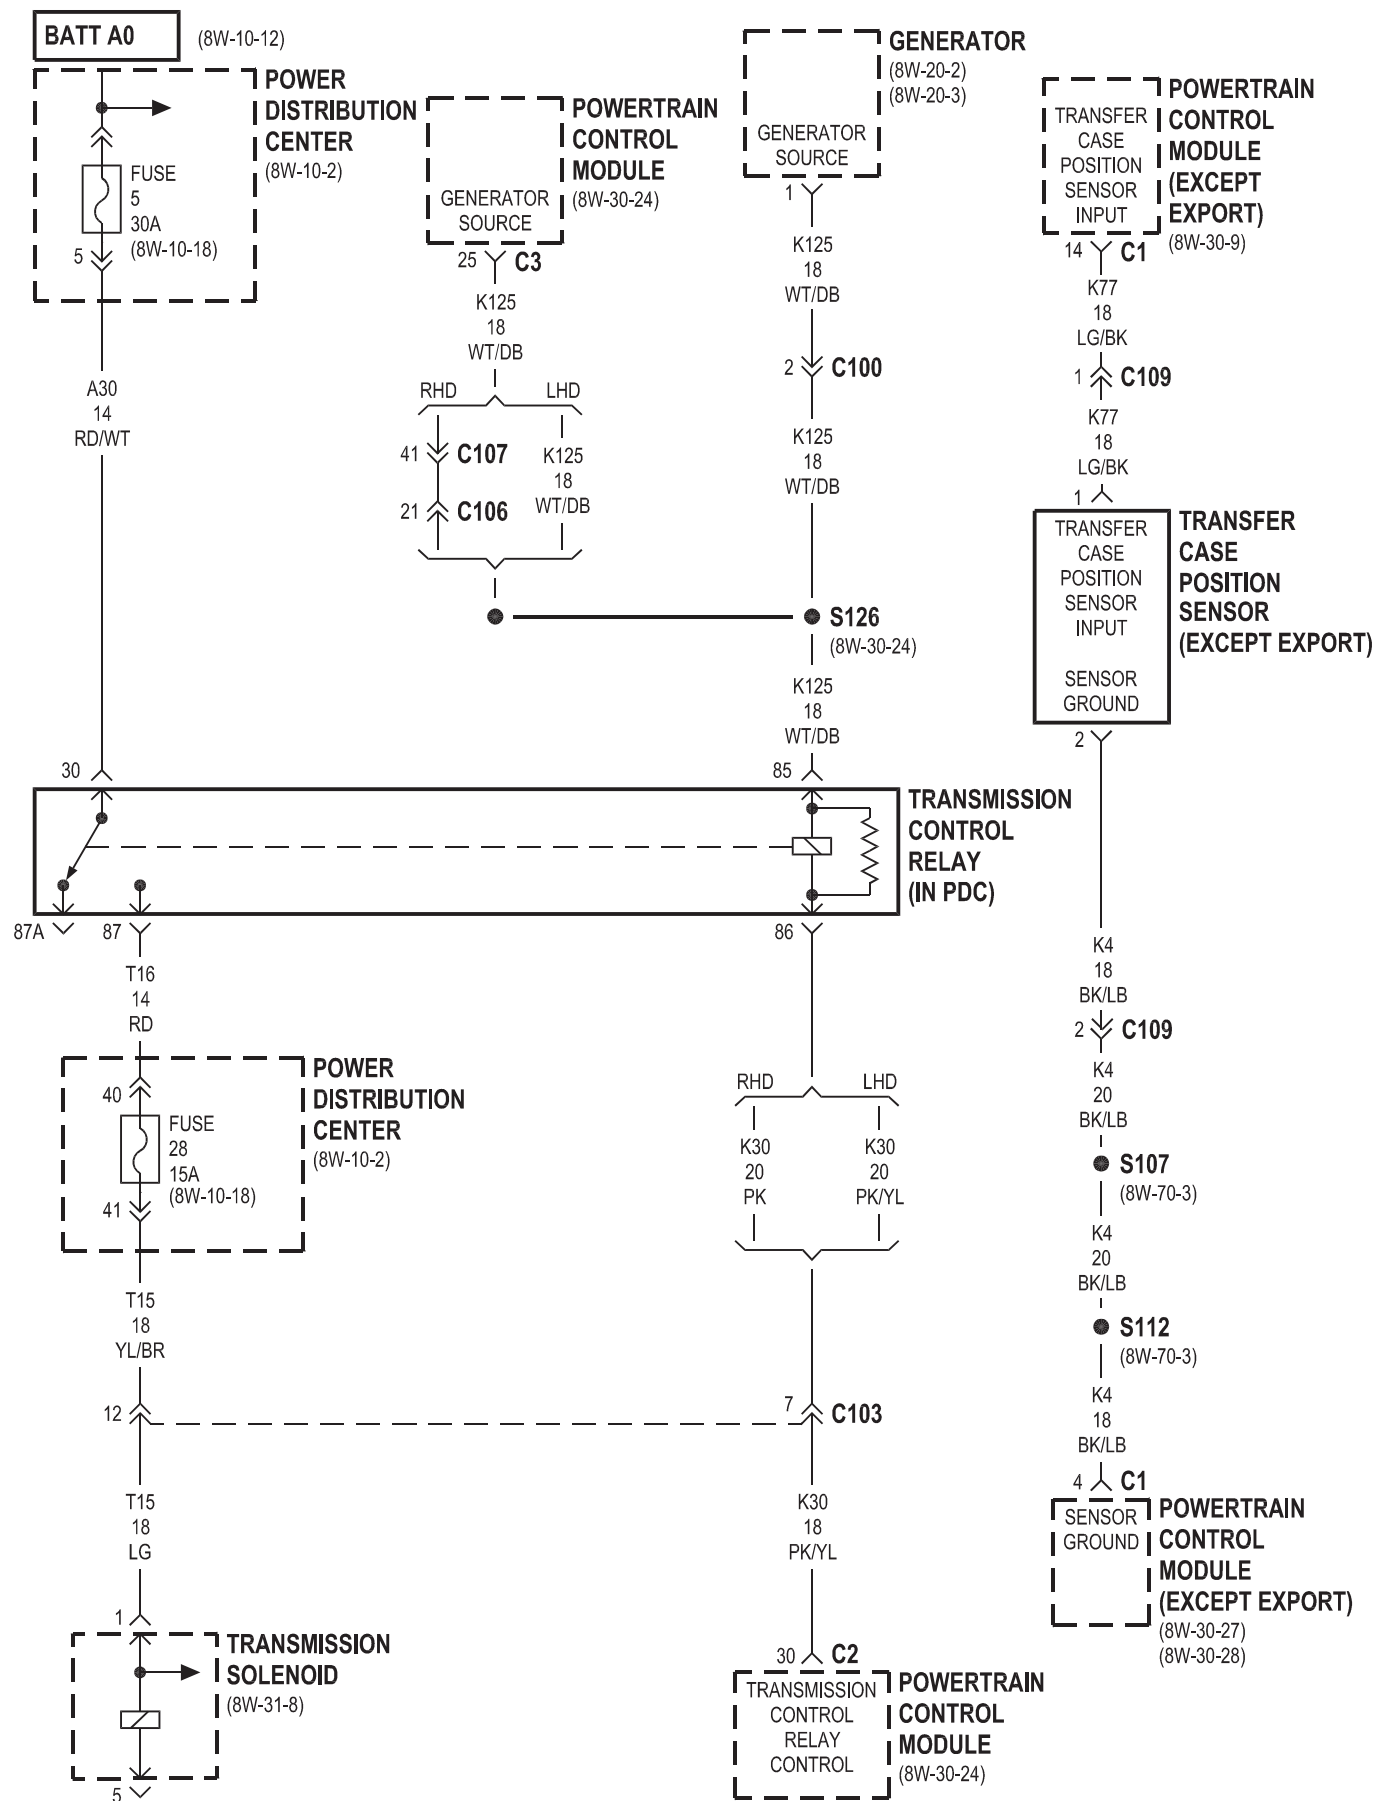 BATT A0
(8W-10-12)
POWER
DISTRIBUTION
CENTER
(8W-10-2)
FUSE
5
30A
(8W-10-18)
5
A30
14
RD/WT
30
POWERTRAIN
CONTROL
MODULE
(8W-30-24)
GENERATOR
SOURCE
25
C3
K125
18
WT/DB
RHD
LHD
41
C107
21
C106
K125
18
WT/DB
GENERATOR
(8W-20-2)
(8W-20-3)
GENERATOR
SOURCE
1
K125
18
WT/DB
2
C100
K125
18
WT/DB
S126
(8W-30-24)
K125
18
WT/DB
85
POWERTRAIN
CONTROL
MODULE
(EXCEPT
EXPORT)
(8W-30-9)
TRANSFER
CASE
POSITION
SENSOR
INPUT
14
C1
K77
18
LG/BK
1
C109
K77
18
LG/BK
1
TRANSFER
CASE
POSITION
SENSOR
INPUT
SENSOR
GROUND
TRANSFER
CASE
POSITION
SENSOR
(EXCEPT EXPORT)
2
TRANSMISSION
CONTROL
RELAY
(IN PDC)
87A
87
86
T16
14
RD
40
POWER
DISTRIBUTION
CENTER
(8W-10-2)
FUSE
28
15A
(8W-10-18)
41
T15
18
YL/BR
12
T15
18
LG
1
TRANSMISSION
SOLENOID
(8W-31-8)
5
RHD
LHD
K30
20
PK
K30
20
PK/YL
7
C103
K30
18
PK/YL
30
C2
TRANSMISSION
CONTROL
RELAY
CONTROL
POWERTRAIN
CONTROL
MODULE
(8W-30-24)
K4
18
BK/LB
2
C109
K4
20
BK/LB
S107
(8W-70-3)
K4
20
BK/LB
S112
(8W-70-3)
K4
18
BK/LB
4
C1
SENSOR
GROUND
POWERTRAIN
CONTROL
MODULE
(EXCEPT EXPORT)
(8W-30-27)
(8W-30-28)